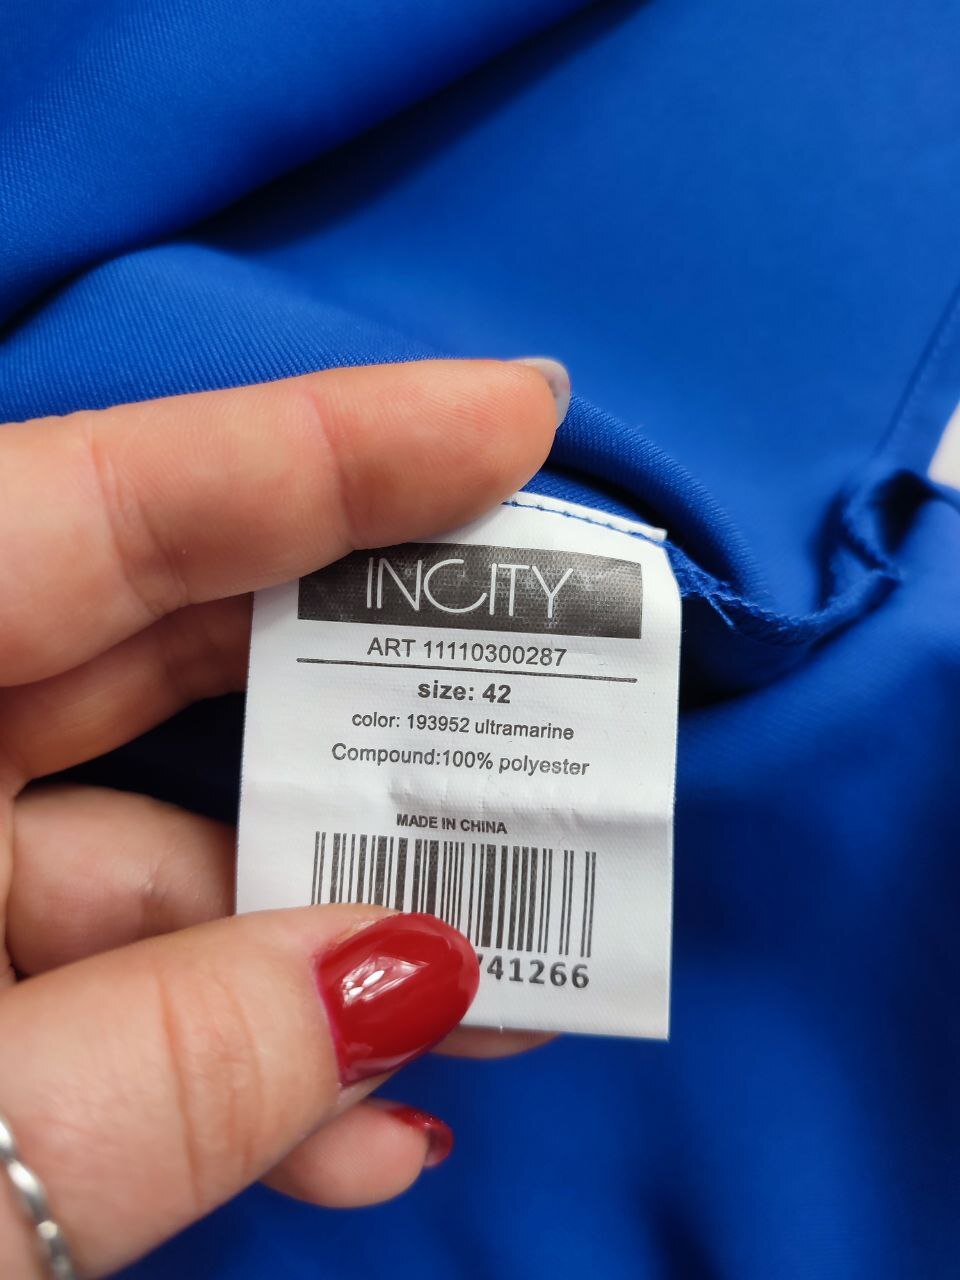 INCITY
ART 11110300287
size: 42
color: 193952 ultramarine
Compound:100% polyester
MADE IN CHINA
741266